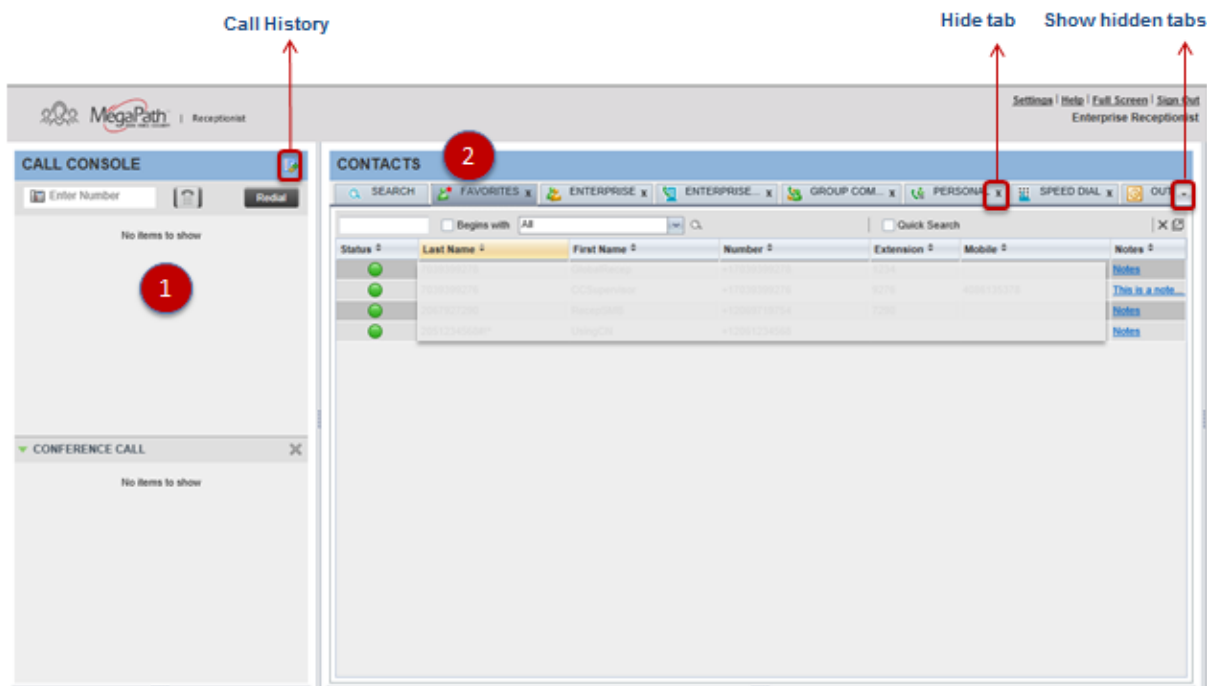 Call History
Hide tab
Show hidden tabs
MegaPath | Receptionist
Settings | Help | Full Screen | Sign Out
Enterprise Receptionist
CALL CONSOLE
Enter Number
Redial
No items to show
1
CONFERENCE CALL
No items to show
CONTACTS
2
SEARCH FAVORITES x ENTERPRISE x ENTERPRISE... x GROUP COM... x PERSONA... x SPEED DIAL x OUT
Begins with All Quick Search
Status Last Name First Name Number Extension Mobile Notes
Notes
This is a note...
Notes
Notes